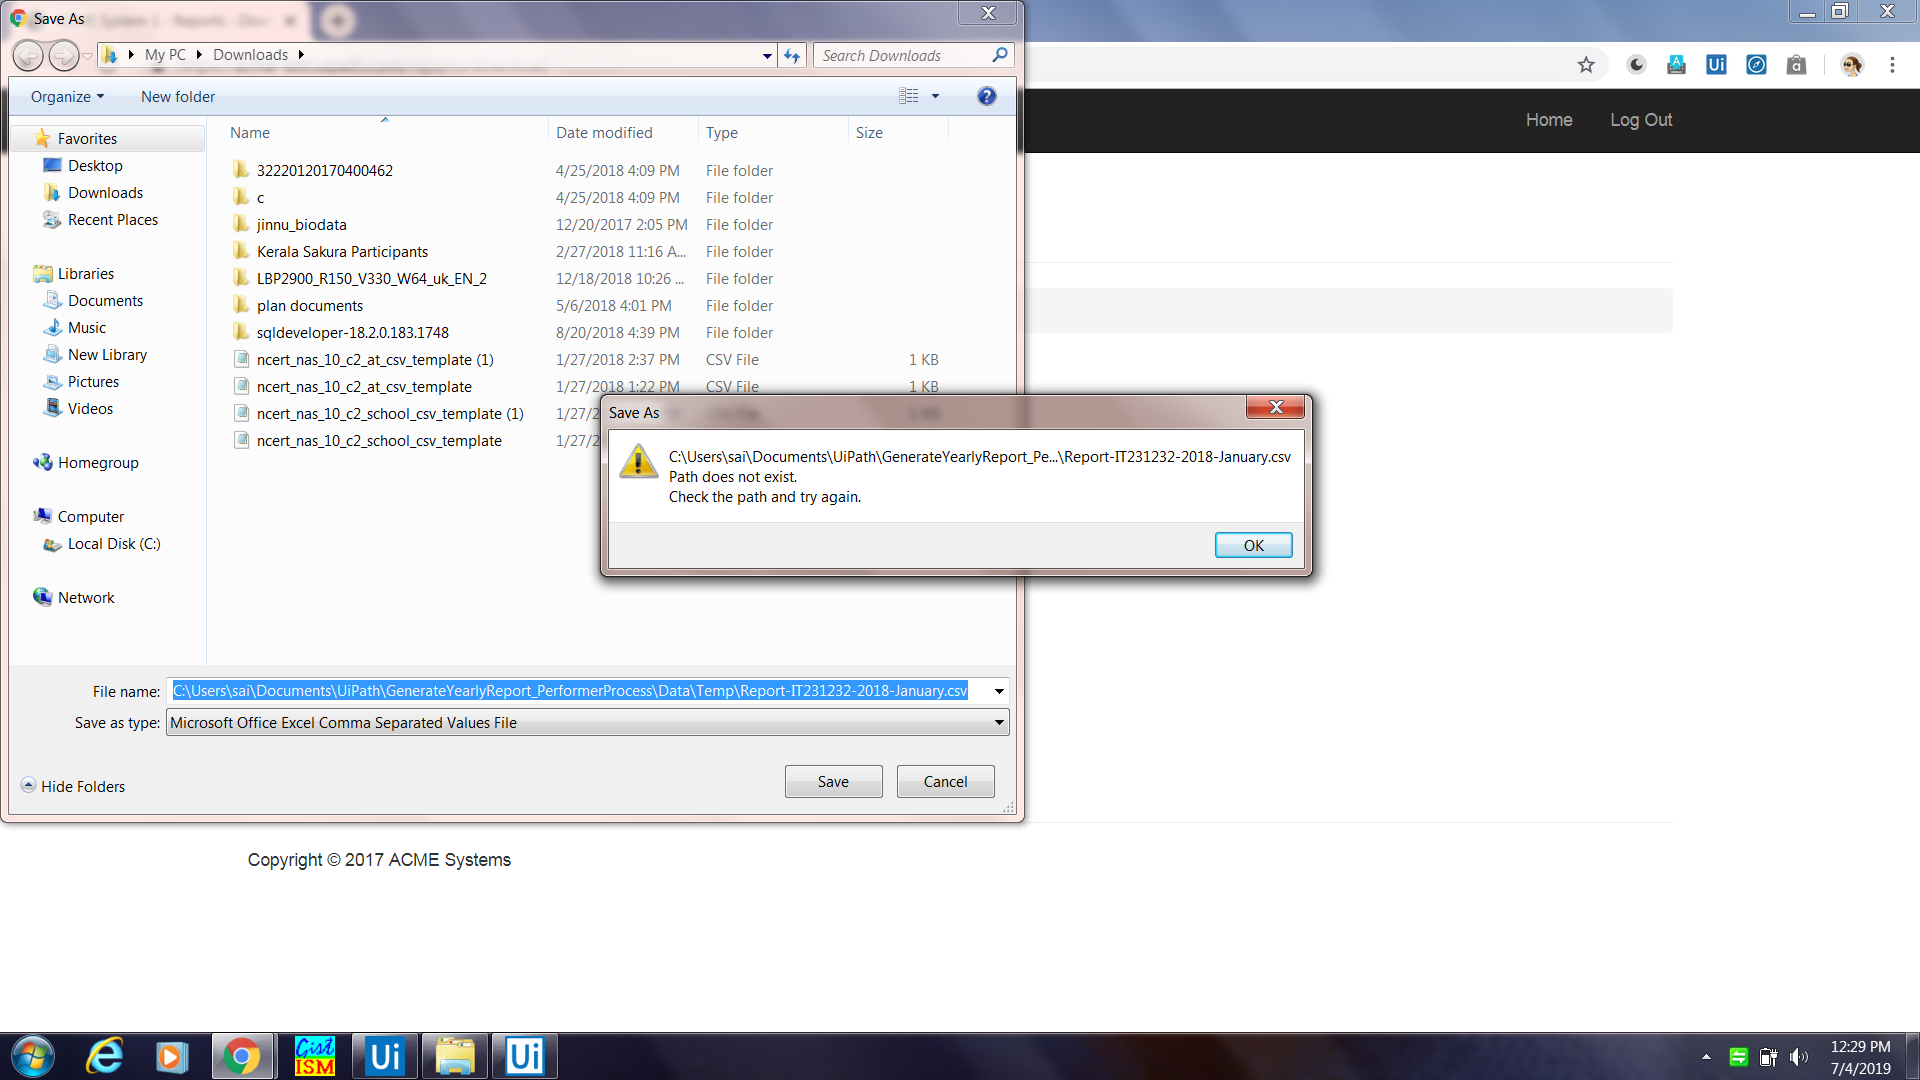 Save As
My PC
Downloads
Search Downloads
Organize
New folder
Home
Log Out
Name
Date modified
Type
Size
Favorites
Desktop
Downloads
Recent Places
Libraries
Documents
Music
New Library
Pictures
Videos
Homegroup
Computer
Local Disk (C:)
Network
32220120170400462 4/25/2018 4:09 PM File folder
c 4/25/2018 4:09 PM File folder
jinnu_biodata 12/20/2017 2:05 PM File folder
Kerala Sakura Participants 2/27/2018 11:16 A... File folder
LBP2900_R150_V330_W64_uk_EN_2 12/18/2018 10:26 ... File folder
plan documents 5/6/2018 4:01 PM File folder
sqldeveloper-18.2.0.183.1748 8/20/2018 4:39 PM File folder
ncert_nas_10_c2_at_csv_template (1) 1/27/2018 2:37 PM CSV File 1 KB
ncert_nas_10_c2_at_csv_template 1/27/2018 1:22 PM CSV File 1 KB
ncert_nas_10_c2_school_csv_template (1) 1/27/2
ncert_nas_10_c2_school_csv_template 1/27/2
Save As
C:\Users\sai\Documents\UiPath\GenerateYearlyReport_Pe...\Report-IT231232-2018-January.csv
Path does not exist.
Check the path and try again.
OK
File name: C:\Users\sai\Documents\UiPath\GenerateYearlyReport_PerformerProcess\Data\Temp\Report-IT231232-2018-January.csv
Save as type: Microsoft Office Excel Comma Separated Values File
Hide Folders
Save
Cancel
Copyright © 2017 ACME Systems
Gist
ISM
Ui
Ui
12:29 PM
7/4/2019